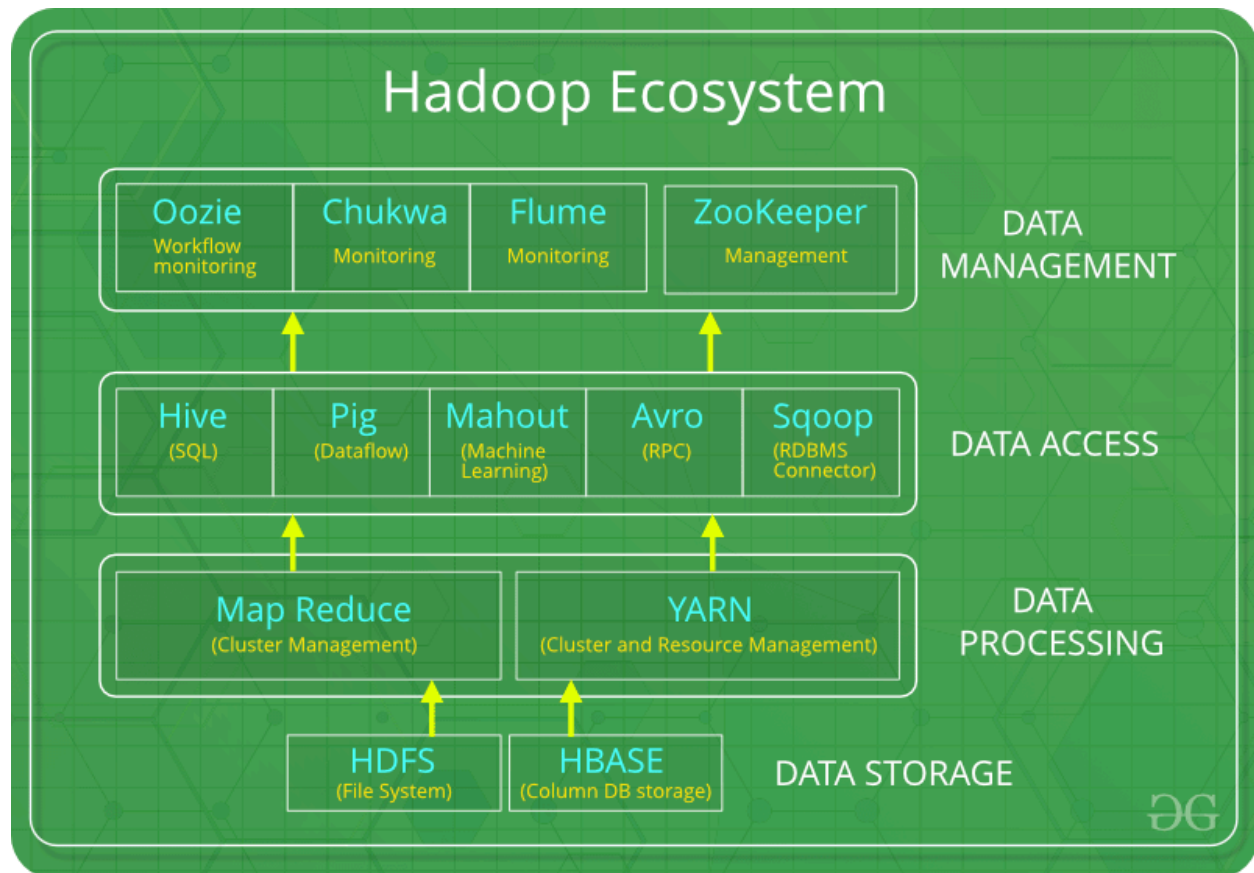 Hadoop Ecosystem
Oozie
Workflow
monitoring
Chukwa
Monitoring
Flume
Monitoring
ZooKeeper
Management
DATA
MANAGEMENT
Hive
(SQL)
Pig
(Dataflow)
Mahout
(Machine
Learning)
Avro
(RPC)
Sqoop
(RDBMS
Connector)
DATA ACCESS
Map Reduce
(Cluster Management)
YARN
(Cluster and Resource Management)
DATA
PROCESSING
HDFS
(File System)
HBASE
(Column DB storage)
DATA STORAGE